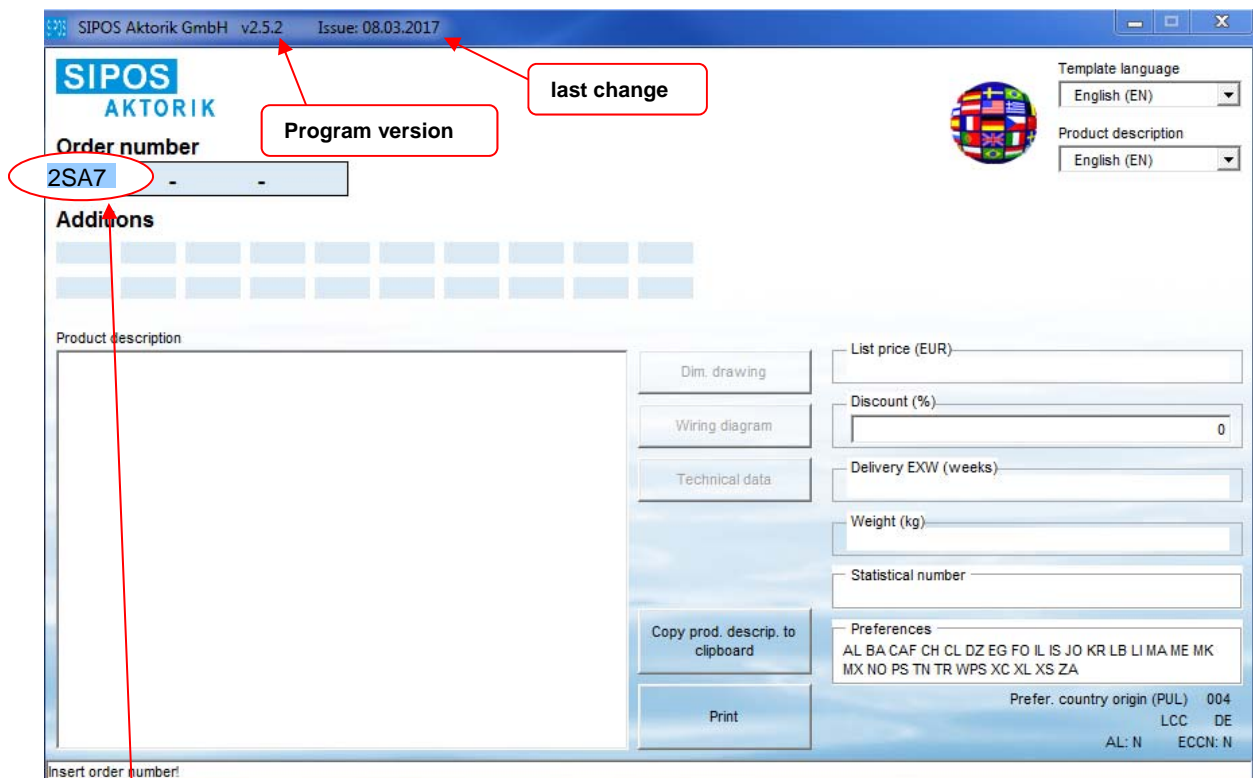 SIPOS Aktorik GmbH v2.5.2 Issue: 08.03.2017
SIPOS
AKTORIK
Program version
last change
Template language
English (EN)
Product description
English (EN)
Order number
2SA7 - -
Additions
Product description
Dim. drawing
Wiring diagram
Technical data
Copy prod. descrip. to
clipboard
Print
List price (EUR)
Discount (%)
0
Delivery EXW (weeks)
Weight (kg)
Statistical number
Preferences
AL BA CAF CH CL DZ EG FO IL IS JO KR LB LI MA ME MK
MX NO PS TN TR WPS XC XL XS ZA
Prefer. country origin (PUL) 004
LCC DE
AL: N ECCN: N
Insert order number!